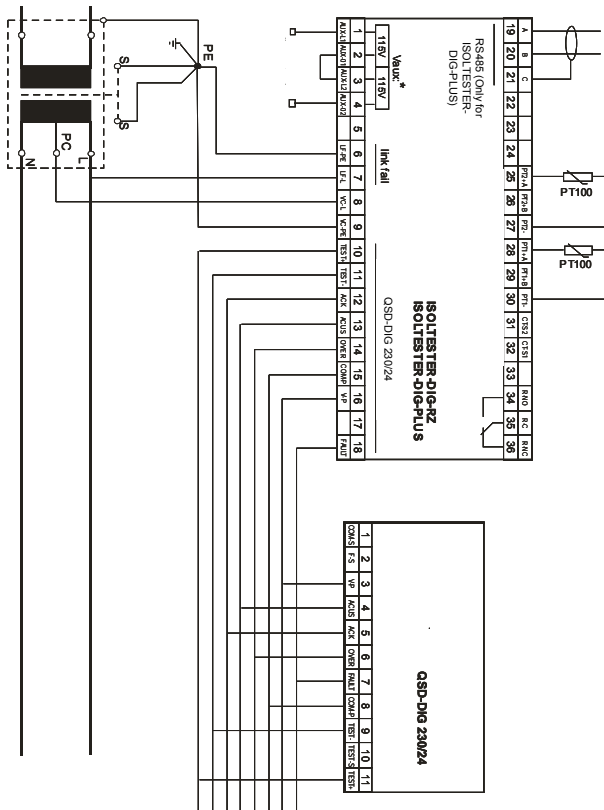 S
S
PE
PC
N
L
Vaux: *
115V
115V
1 AUX-L1
2 AUX-01
3 AUX-L2
4 AUX-02
5
6 LF-PE
7 LF-L
8 VC-L
9 VC-PE
10 TEST+
11 TEST-
12 ACK
13 ACUS
14 OVER
15 COMP
16 V-P
17
18 FAULT
link fail
QSD-DIG 230/24
ISOLTESTER-DIG-RZ
ISOLTESTER-DIG-PLUS
RS485 (Only for
ISOLTESTER-
DIG-PLUS)
19 A
20 B
21 C
22
23
24
25 PT2+A
26 PT2+B
27 PT2-
28 PT1+A
29 PT1+B
30 PT1-
31 CTS2
32 CTS1
33
34 RNO
35 RC
36 RNC
PT100
PT100
1 COM-S
2 F-S
3 V-P
4 ACUS
5 ACK
6 OVER
7 FAULT
8 COM-P
9 TEST-
10 TEST-S
11 TEST+
QSD-DIG 230/24